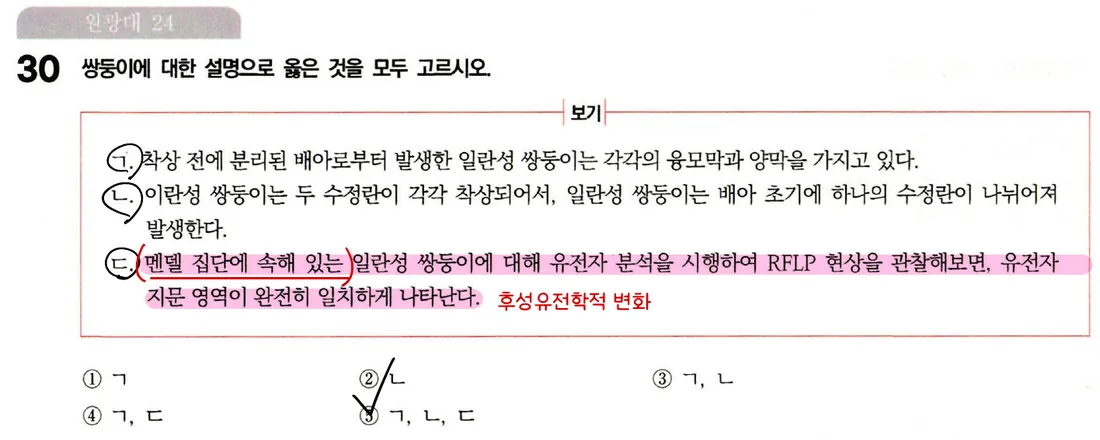 원광대 24
30 쌍둥이에 대한 설명으로 옳은 것을 모두 고르시오.
보기
ㄱ. 착상 전에 분리된 배아로부터 발생한 일란성 쌍둥이는 각각의 융모막과 양막을 가지고 있다.
ㄴ. 이란성 쌍둥이는 두 수정란이 각각 착상되어서, 일란성 쌍둥이는 배아 초기에 하나의 수정란이 나뉘어져
발생한다.
ㄷ. (멘델 집단에 속해 있는) 일란성 쌍둥이에 대해 유전자 분석을 시행하여 RFLP 현상을 관찰해보면, 유전자
지문 영역이 완전히 일치하게 나타난다. 후성유전학적 변화
① ㄱ ② ㄴ ③ ㄱ, ㄴ
④ ㄱ, ㄷ ⑤ ㄱ, ㄴ, ㄷ